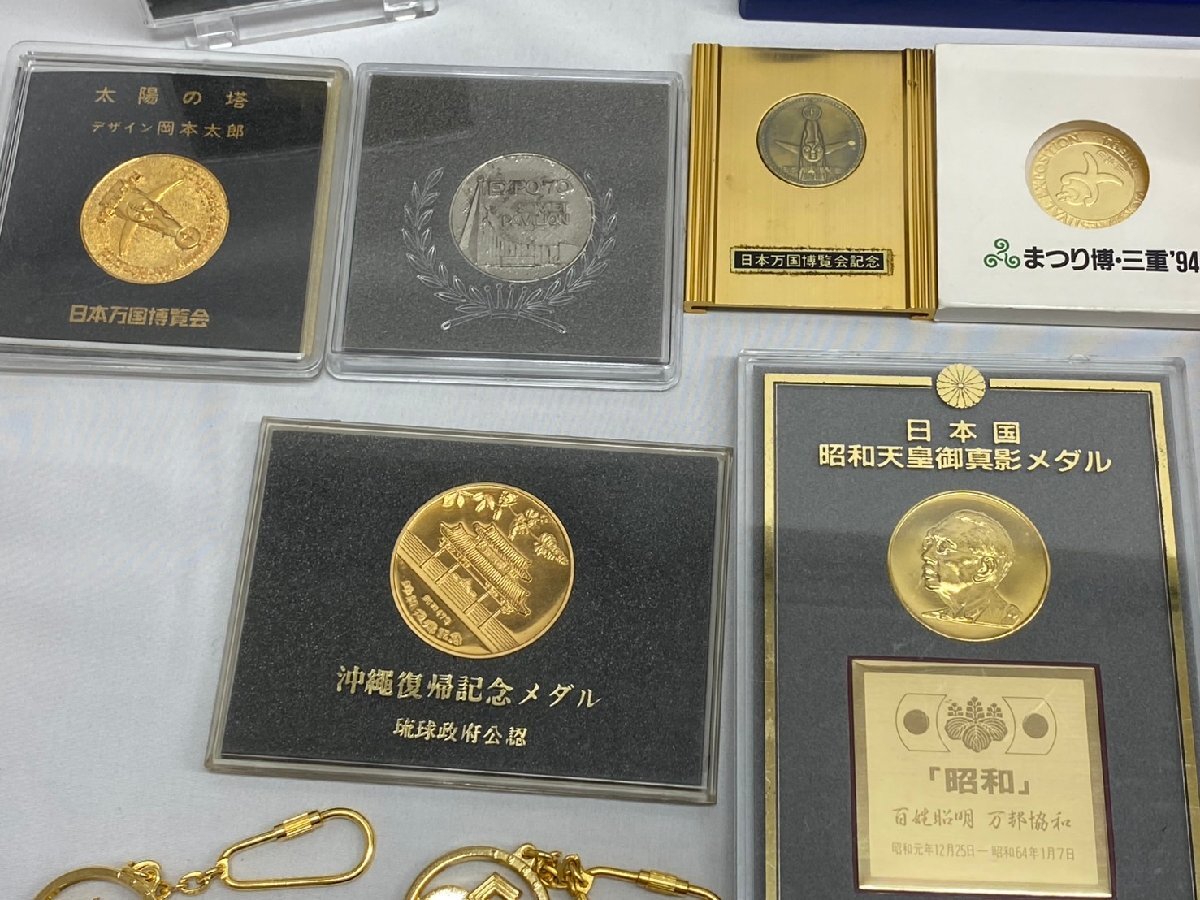 太陽の塔
デザイン 岡本太郎
日本万国博覧会
EXPO'70
PAVILION
日本万国博覧会記念
まつり博・三重'94
沖繩復帰記念メダル
琉球政府公認
日本国
昭和天皇御真影メダル
「昭和」
百姓昭明 万邦協和
昭和元年12月25日－昭和64年1月7日